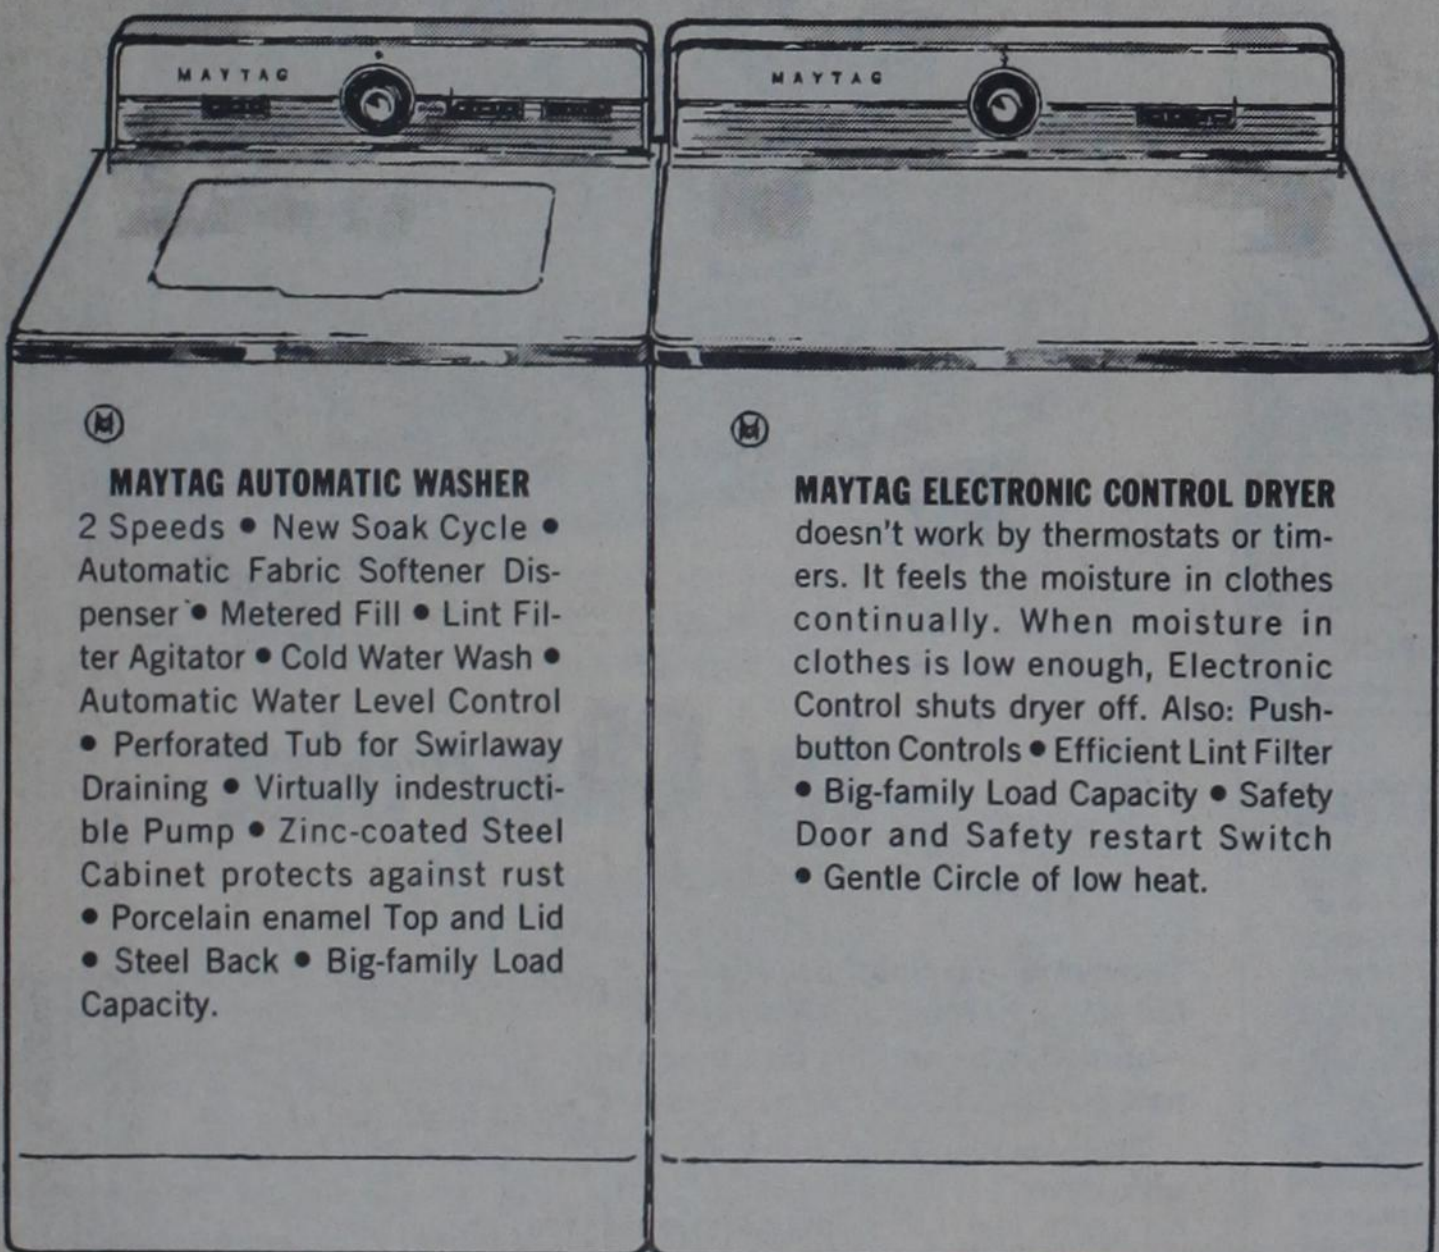 MAYTAG
MAYTAG
MAYTAG AUTOMATIC WASHER
2 Speeds • New Soak Cycle •
Automatic Fabric Softener Dis-
penser • Metered Fill • Lint Fil-
ter Agitator • Cold Water Wash •
Automatic Water Level Control
• Perforated Tub for Swirlaway
Draining • Virtually indestructi-
ble Pump • Zinc-coated Steel
Cabinet protects against rust
• Porcelain enamel Top and Lid
• Steel Back • Big-family Load
Capacity.
MAYTAG ELECTRONIC CONTROL DRYER
doesn't work by thermostats or tim-
ers. It feels the moisture in clothes
continually. When moisture in
clothes is low enough, Electronic
Control shuts dryer off. Also: Push-
button Controls • Efficient Lint Filter
• Big-family Load Capacity • Safety
Door and Safety restart Switch
• Gentle Circle of low heat.